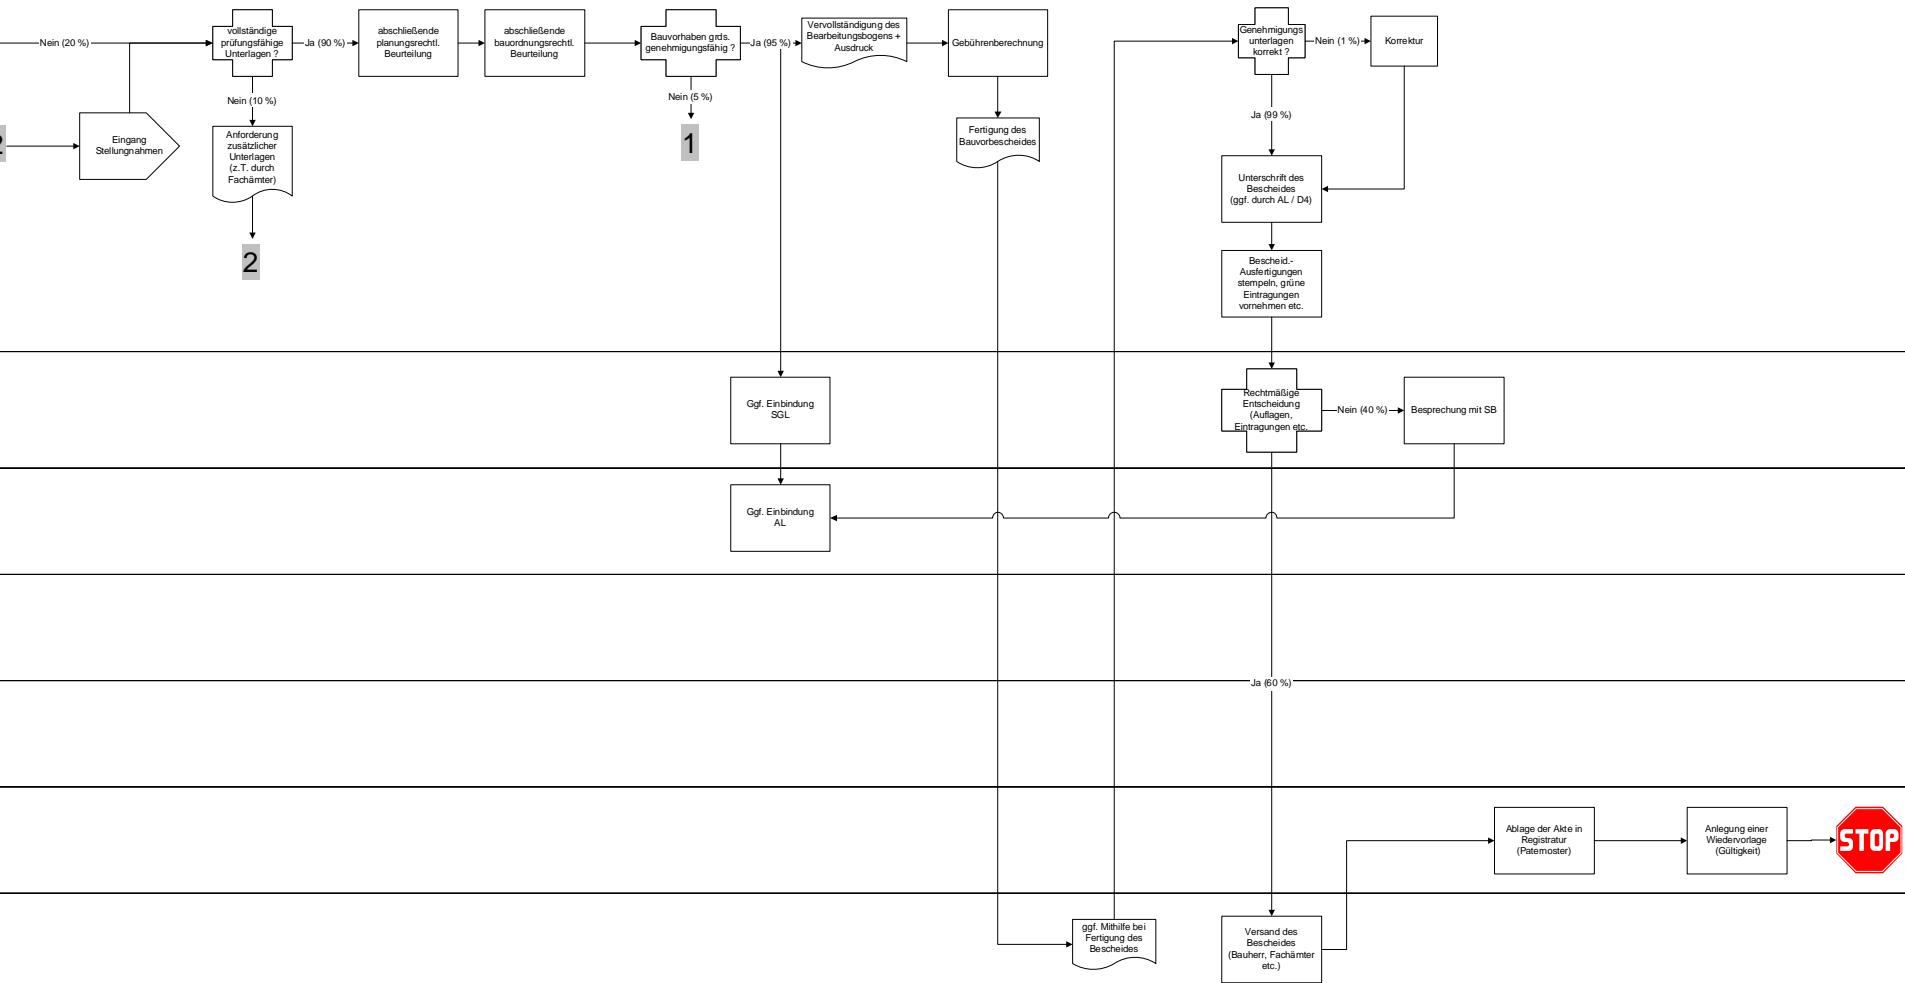 Nein (20 %)
vollständige
prüfungsfähige
Unterlagen ?
Ja (90 %)
abschließende
planungsrechtl.
Beurteilung
abschließende
bauordnungsrechtl.
Beurteilung
Bauvorhaben grds.
genehmigungsfähig ?
Ja (95 %)
Vervollständigung des
Bearbeitungsbogens +
Ausdruck
Gebührenberechnung
Genehmigungs
unterlagen
korrekt ?
Nein (1 %)
Korrektur
Nein (10 %)
Nein (5 %)
Ja (99 %)
Eingang
Stellungnahmen
Anforderung
zusätzlicher
Unterlagen
(z.T. durch
Fachämter)
1
Fertigung des
Bauvorbescheides
Unterschrift des
Bescheides
(ggf. durch AL / D4)
2
Bescheid.-
Ausfertigungen
stempeln, grüne
Eintragungen
vornehmen etc.
Ggf. Einbindung
SGL
Rechtmäßige
Entscheidung
(Auflagen,
Eintragungen etc.
Nein (40 %)
Besprechung mit SB
Ggf. Einbindung
AL
Ja (60 %)
Ablage der Akte in
Registratur
(Paternoster)
Anlegung einer
Wiedervorlage
(Gültigkeit)
STOP
ggf. Mithilfe bei
Fertigung des
Bescheides
Versand des
Bescheides
(Bauherr, Fachämter
etc.)